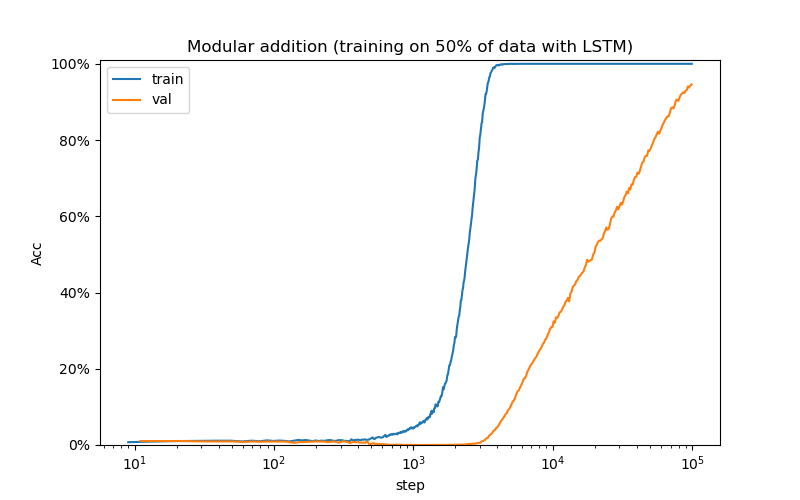 Modular addition (training on 50% of data with LSTM)
100%
80%
60%
40%
20%
0%
Acc
train
val
10¹
10²
10³
10⁴
10⁵
step